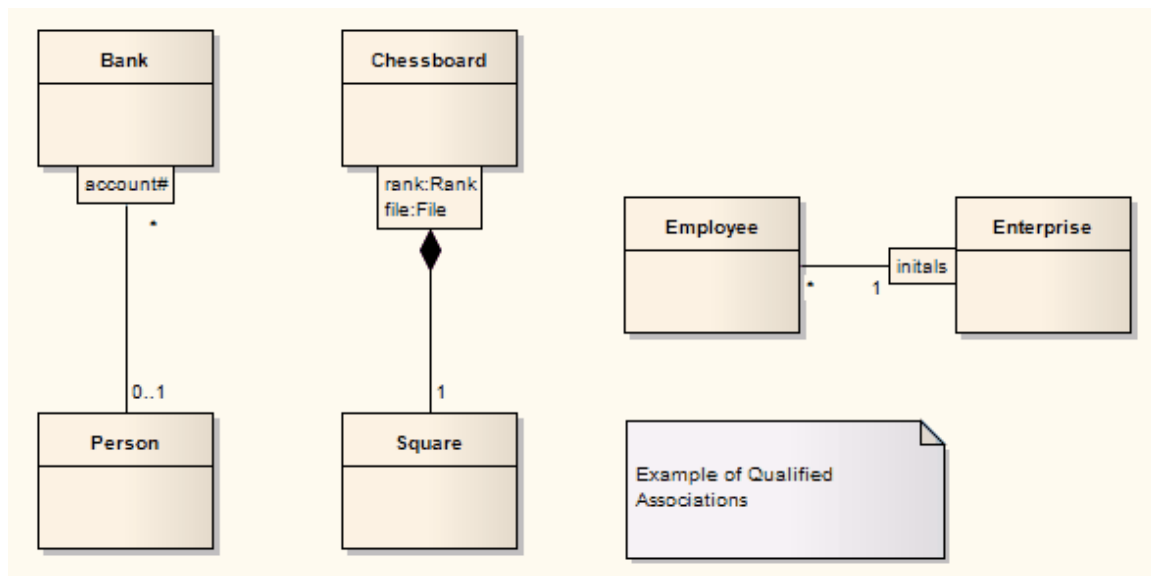 Bank
account#
*
0..1
Person
Chessboard
rank:Rank
file:File
1
Square
Employee
*
1
initals
Enterprise
Example of Qualified
Associations